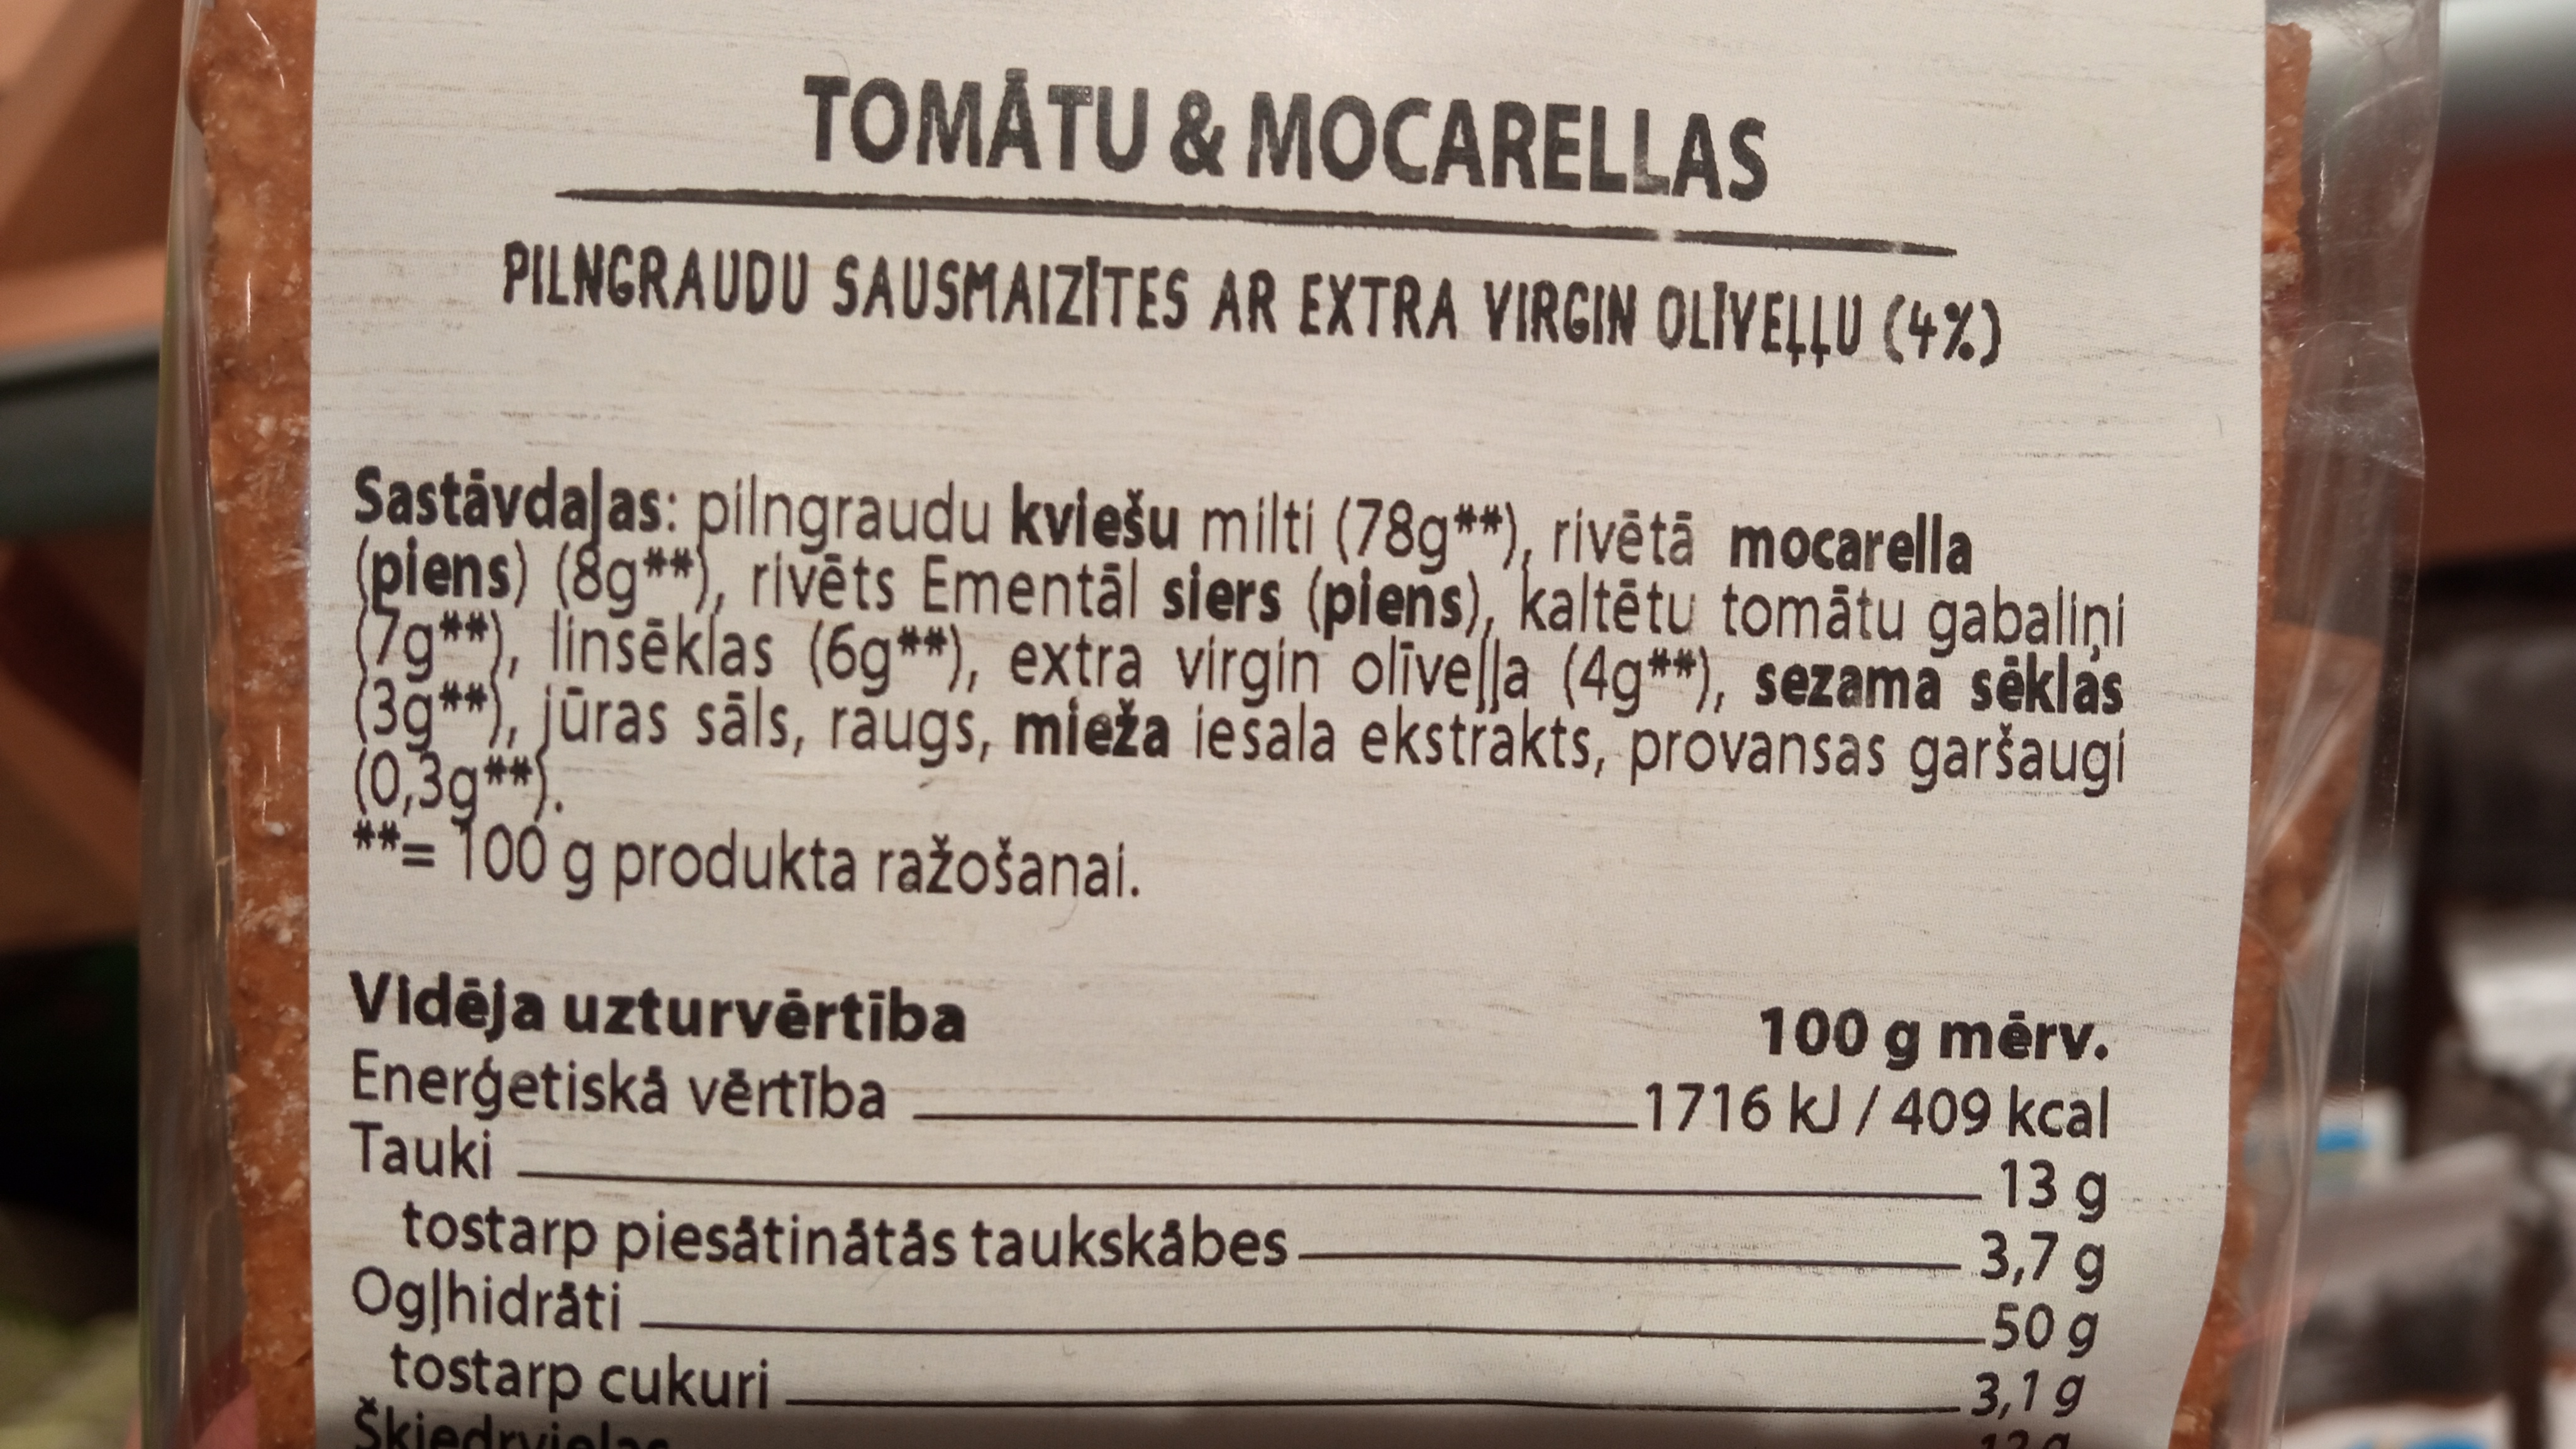 TOMĀTU & MOCARELLAS
PILNGRAUDU SAUSMAIZĪTES AR EXTRA VIRGIN OLĪVEĻĻU (4%)
Sastāvdaļas: pilngraudu kviešu milti (78g**), rivētā mocarella
(piens) (8g**), rivēts Ementāl siers (piens), kaltētu tomātu gabaliņi
(7g**), linsēklas (6g**), extra virgin olīveļļa (4g**), sezama sēklas
(3g**), jūras sāls, raugs, mieža iesala ekstrakts, provansas garšaugi
(0,3g**).
**= 100 g produkta ražošanai.
Vidēja uzturvērtība 100 g mērv.
Enerģetiskā vērtība 1716 kJ / 409 kcal
Tauki 13 g
tostarp piesātinātās taukskābes 3,7 g
Ogļhidrāti 50 g
tostarp cukuri 3,1 g
Šķiedrvielas